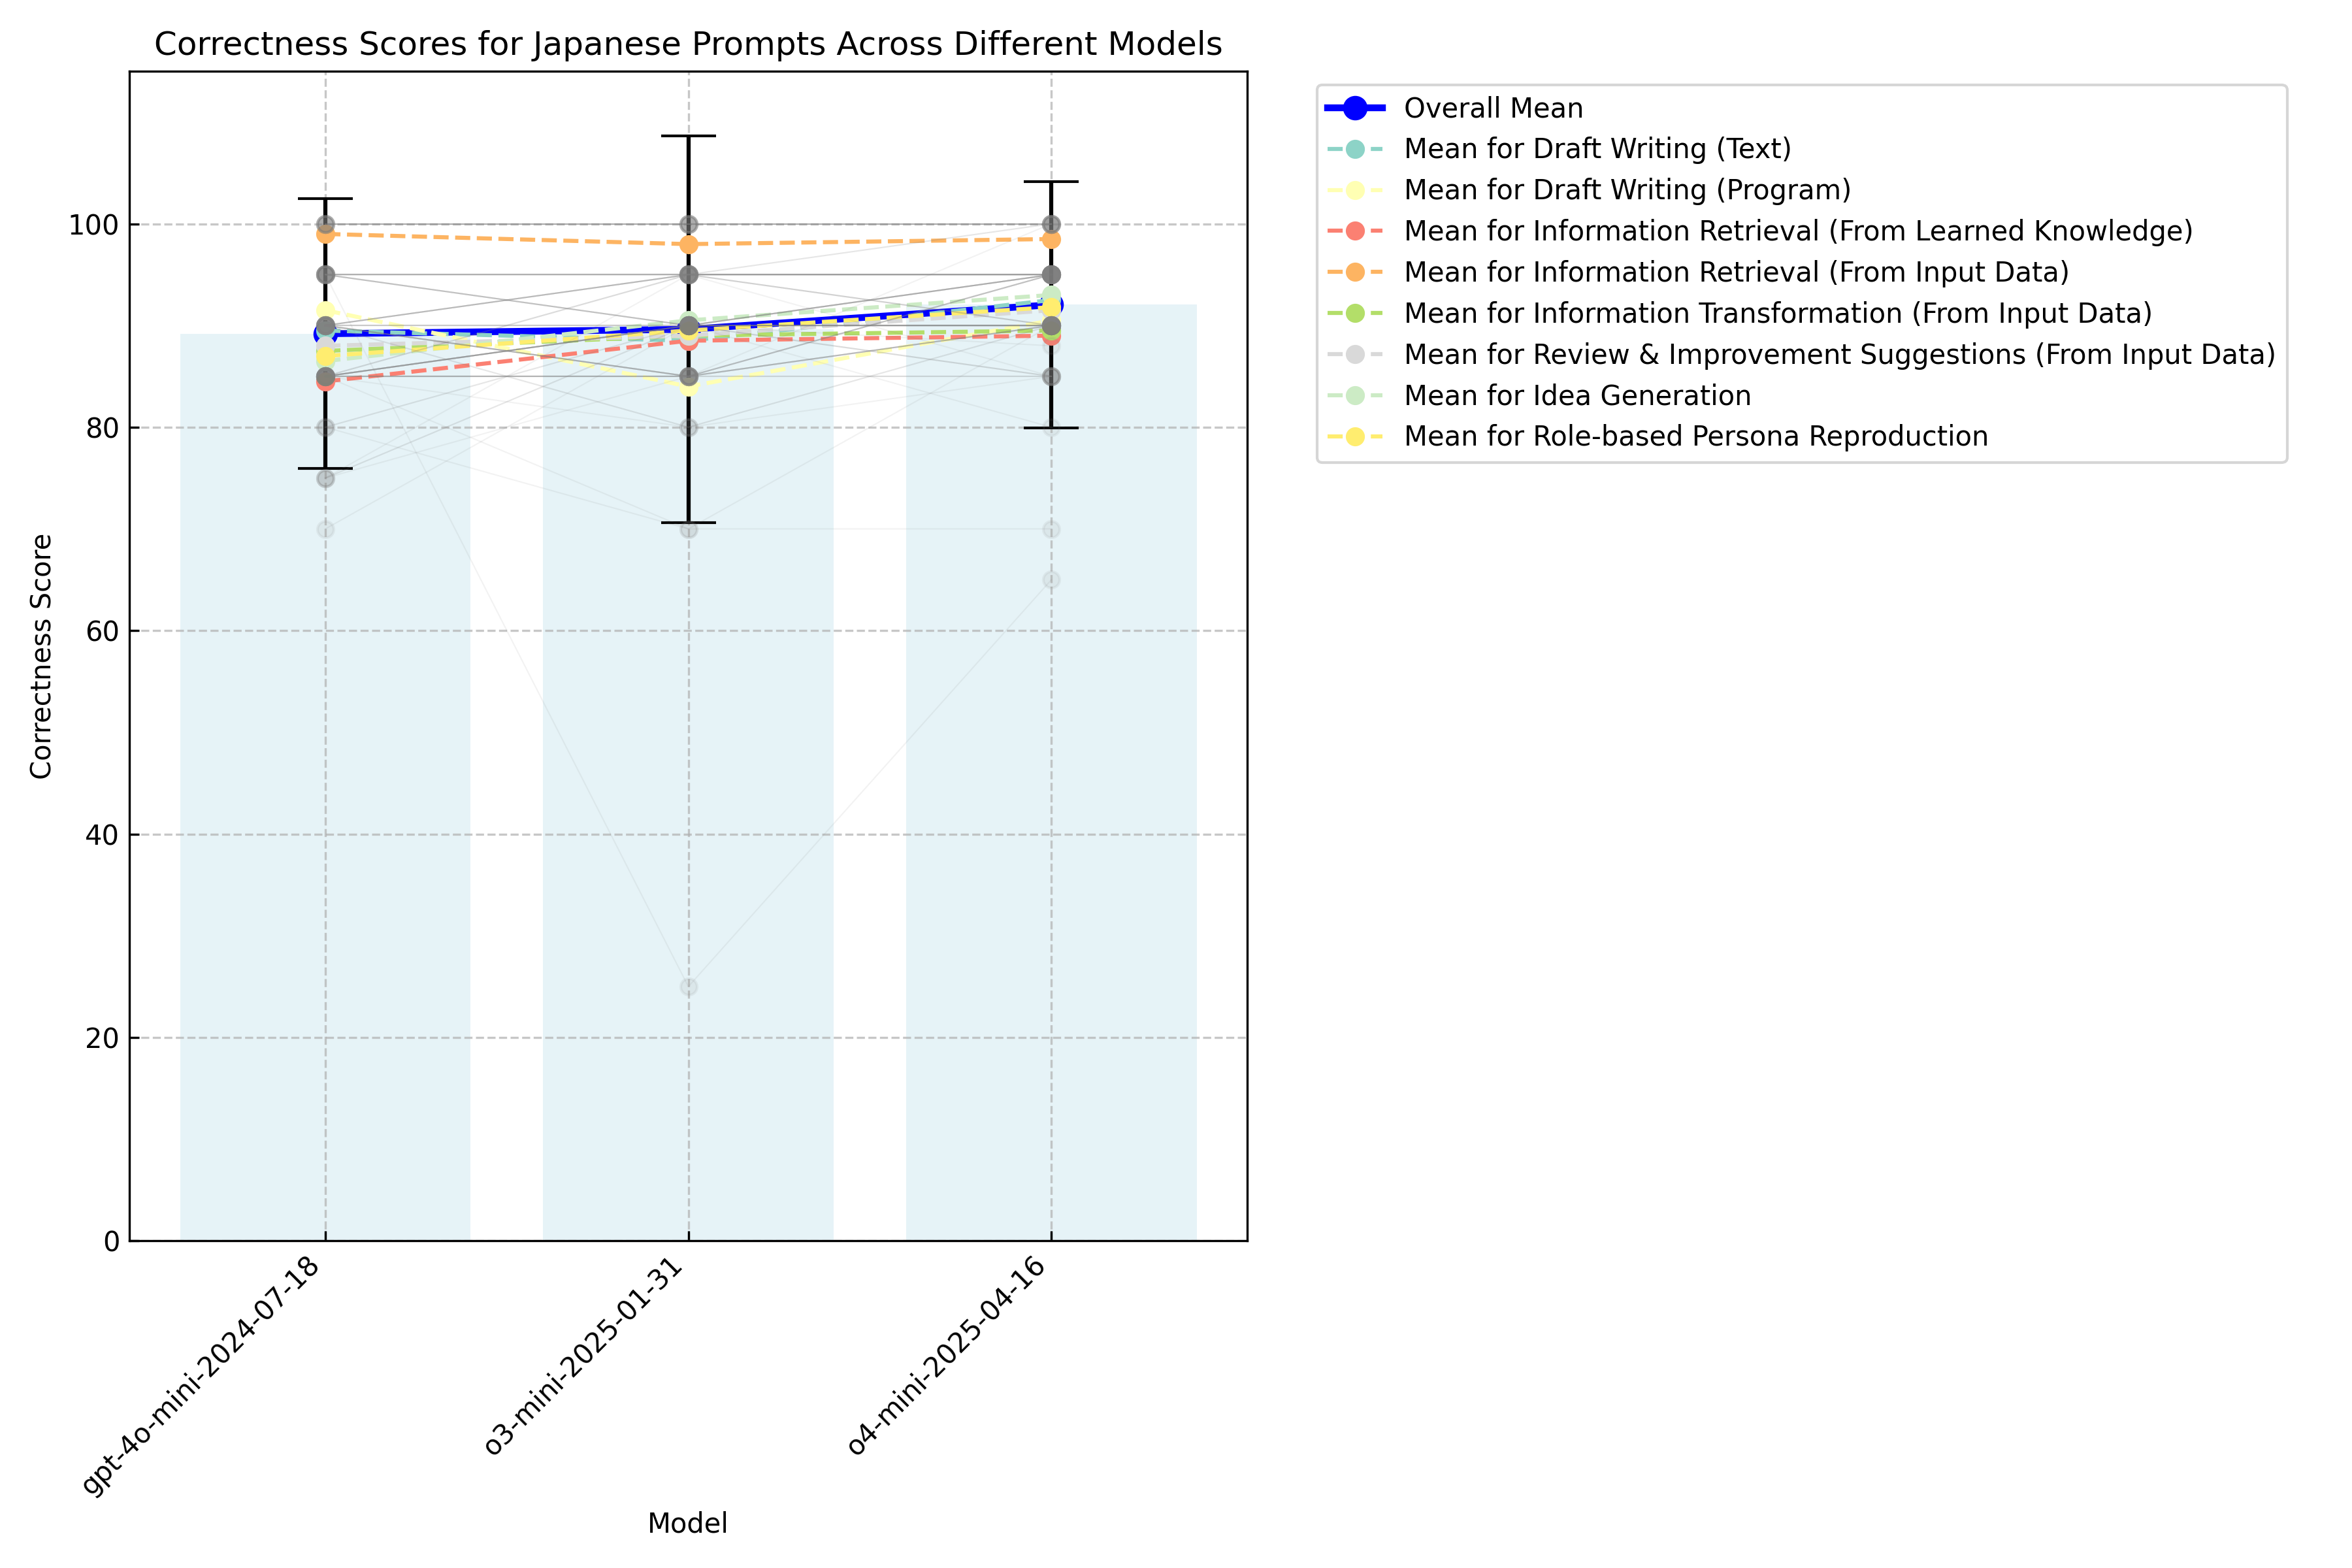 Correctness Scores for Japanese Prompts Across Different Models
Correctness Score
100
80
60
40
20
0
gpt-4o-mini-2024-07-18
o3-mini-2025-01-31
o4-mini-2025-04-16
Model
Overall Mean
Mean for Draft Writing (Text)
Mean for Draft Writing (Program)
Mean for Information Retrieval (From Learned Knowledge)
Mean for Information Retrieval (From Input Data)
Mean for Information Transformation (From Input Data)
Mean for Review & Improvement Suggestions (From Input Data)
Mean for Idea Generation
Mean for Role-based Persona Reproduction